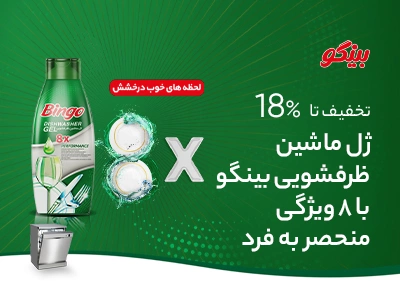 بینگو
لحظه های خوب درخشش
تخفیف تا 18%
ژل ماشین
ظرفشویی بینگو
با ۸ ویژگی
منحصر به فرد
8 X
Bingo
DISHWASHER
GEL
8X
PERFORMANCE